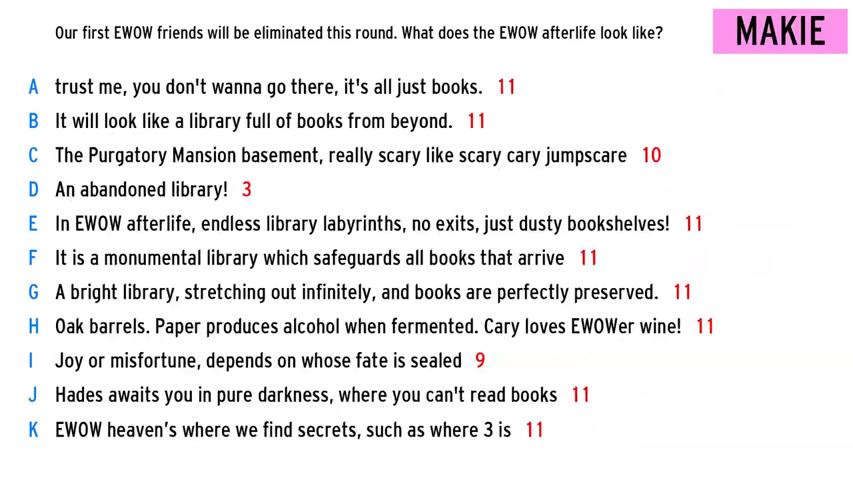 Our first EWOW friends will be eliminated this round. What does the EWOW afterlife look like?
MAKIE
A trust me, you don't wanna go there, it's all just books. 11
B It will look like a library full of books from beyond. 11
C The Purgatory Mansion basement, really scary like scary cary jumpscare 10
D An abandoned library! 3
E In EWOW afterlife, endless library labyrinths, no exits, just dusty bookshelves! 11
F It is a monumental library which safeguards all books that arrive 11
G A bright library, stretching out infinitely, and books are perfectly preserved. 11
H Oak barrels. Paper produces alcohol when fermented. Cary loves EWOWer wine! 11
I Joy or misfortune, depends on whose fate is sealed 9
J Hades awaits you in pure darkness, where you can't read books 11
K EWOW heaven’s where we find secrets, such as where 3 is 11